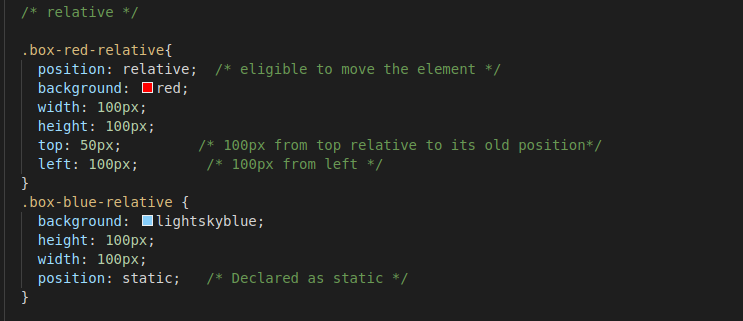 /* relative */
.box-red-relative{
position: relative;  /* eligible to move the element */
background: red;
width: 100px;
height: 100px;
top: 50px;         /* 100px from top relative to its old position*/
left: 100px;        /* 100px from left */
}
.box-blue-relative {
background: lightskyblue;
height: 100px;
width: 100px;
position: static;   /* Declared as static */
}